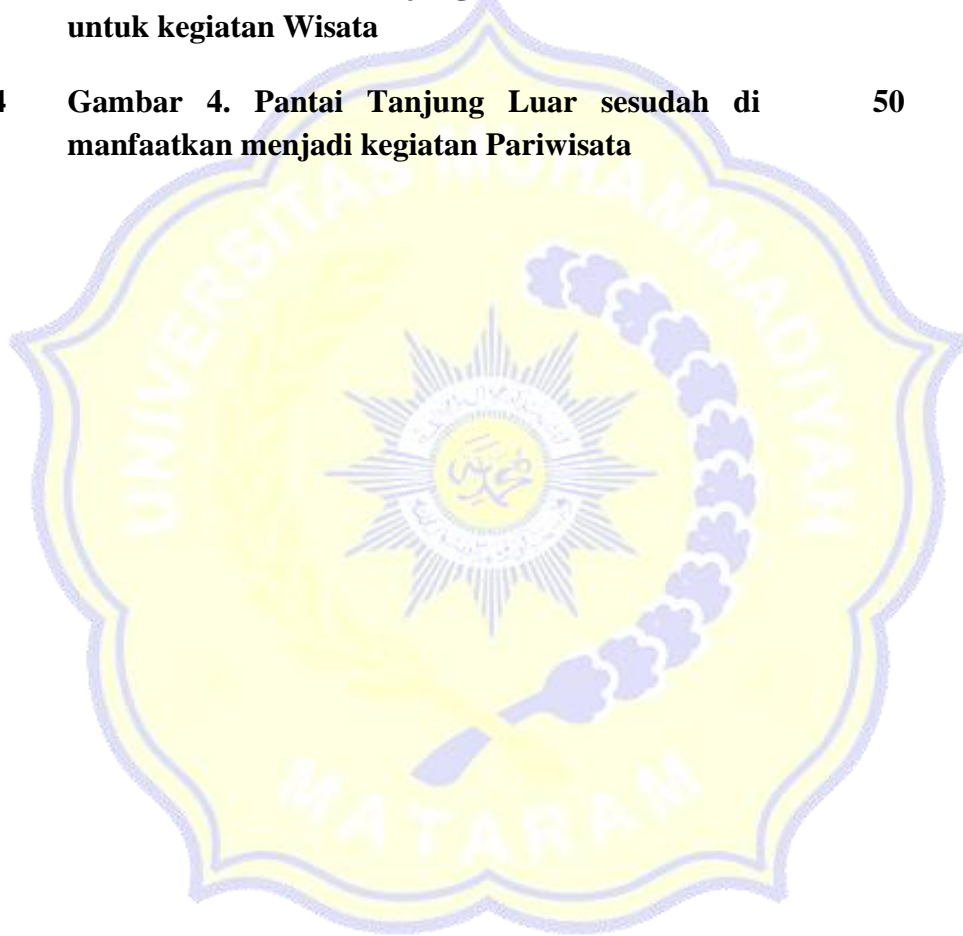 untuk kegiatan Wisata
4 Gambar 4. Pantai Tanjung Luar sesudah di 50
manfaatkan menjadi kegiatan Pariwisata
UNIVERSITAS MUHAMMADIYAH
MATARAM